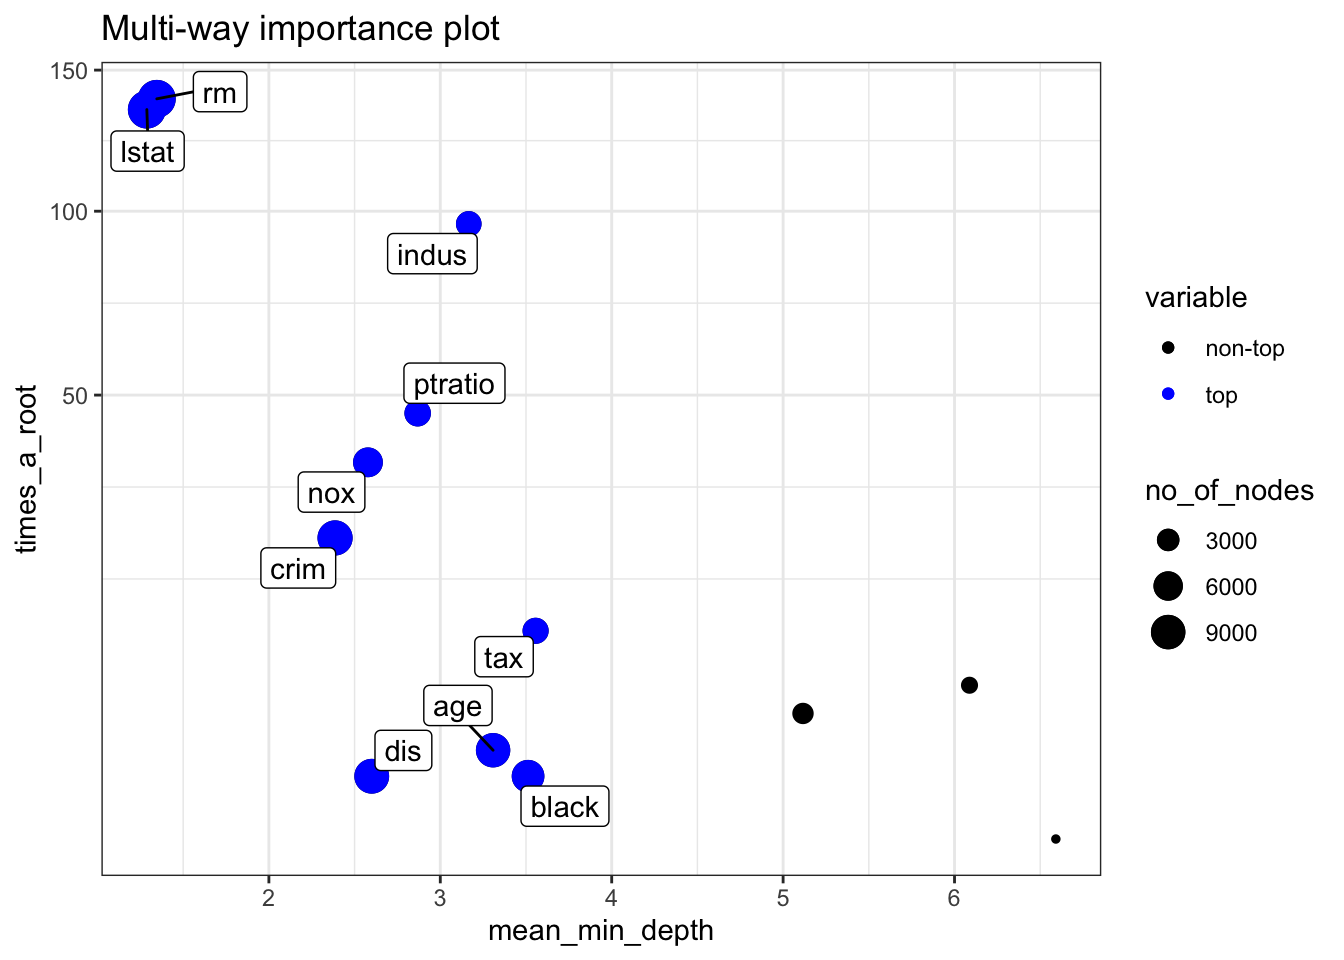 Multi-way importance plot
150
100
50
times_a_root
rm
lstat
indus
ptratio
nox
crim
tax
age
dis
black
2
3
4
5
6
mean_min_depth
variable
non-top
top
no_of_nodes
3000
6000
9000